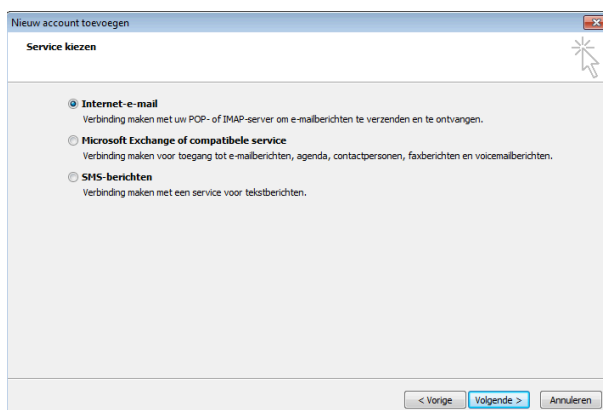 Nieuw account toevoegen
Service kiezen
Internet-e-mail
Verbinding maken met uw POP- of IMAP-server om e-mailberichten te verzenden en te ontvangen.
Microsoft Exchange of compatibele service
Verbinding maken voor toegang tot e-mailberichten, agenda, contactpersonen, faxberichten en voicemailberichten.
SMS-berichten
Verbinding maken met een service voor tekstberichten.
< Vorige Volgende > Annuleren